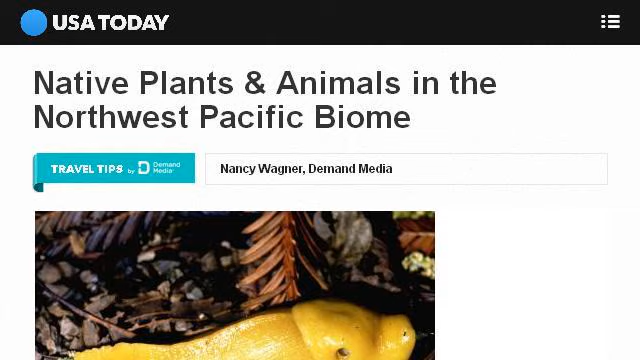 USA TODAY
Native Plants & Animals in the
Northwest Pacific Biome
TRAVEL TIPS by Demand Media
Nancy Wagner, Demand Media